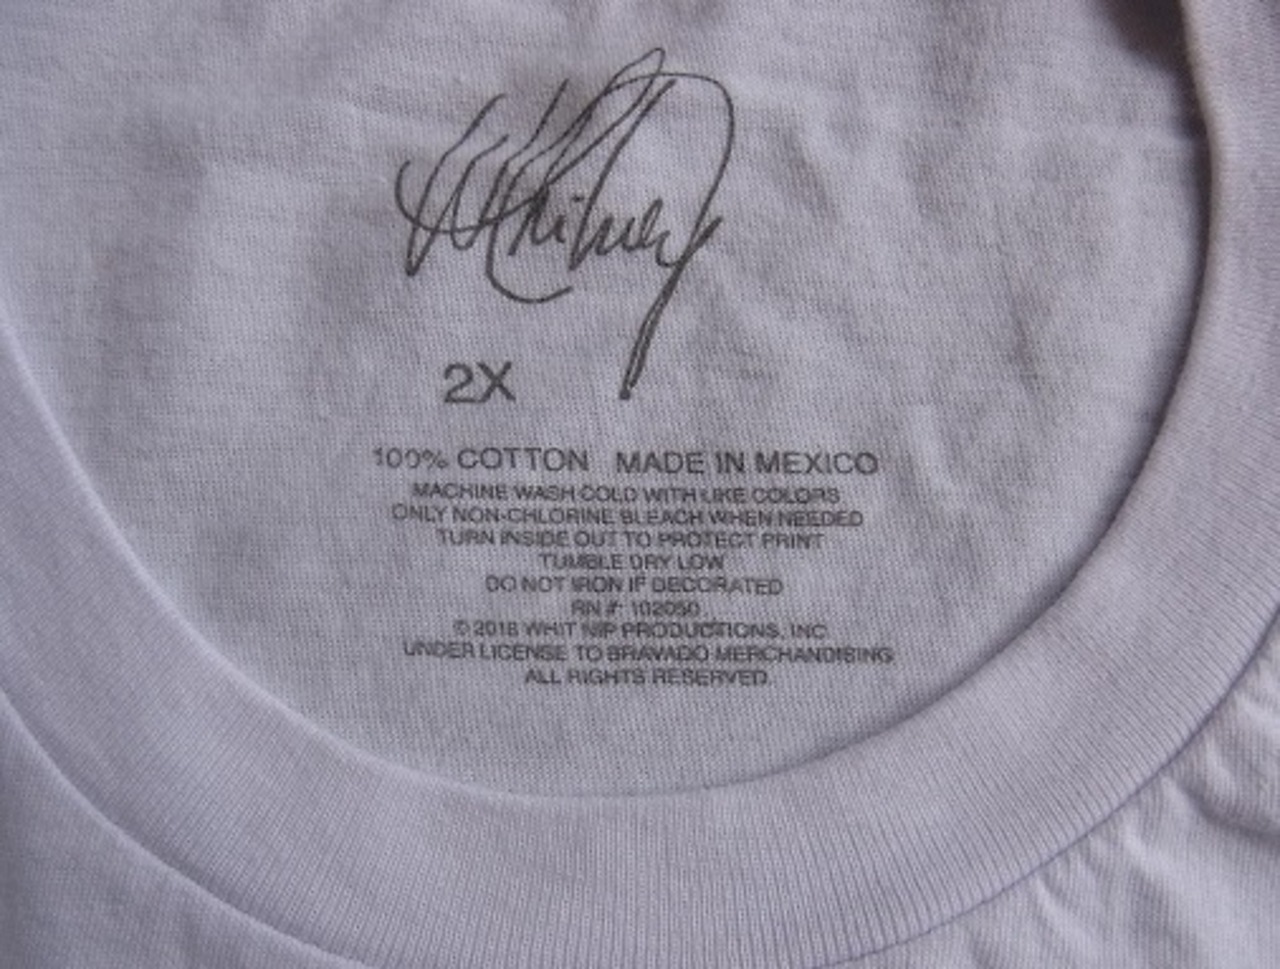 Whitney
2X
100% COTTON MADE IN MEXICO
MACHINE WASH COLD WITH LIKE COLORS
ONLY NON-CHLORINE BLEACH WHEN NEEDED
TURN INSIDE OUT TO PROTECT PRINT
TUMBLE DRY LOW
DO NOT IRON IF DECORATED
RN #: 102050
© 2018 WHIT NIP PRODUCTIONS, INC
UNDER LICENSE TO BRAVADO MERCHANDISING
ALL RIGHTS RESERVED.